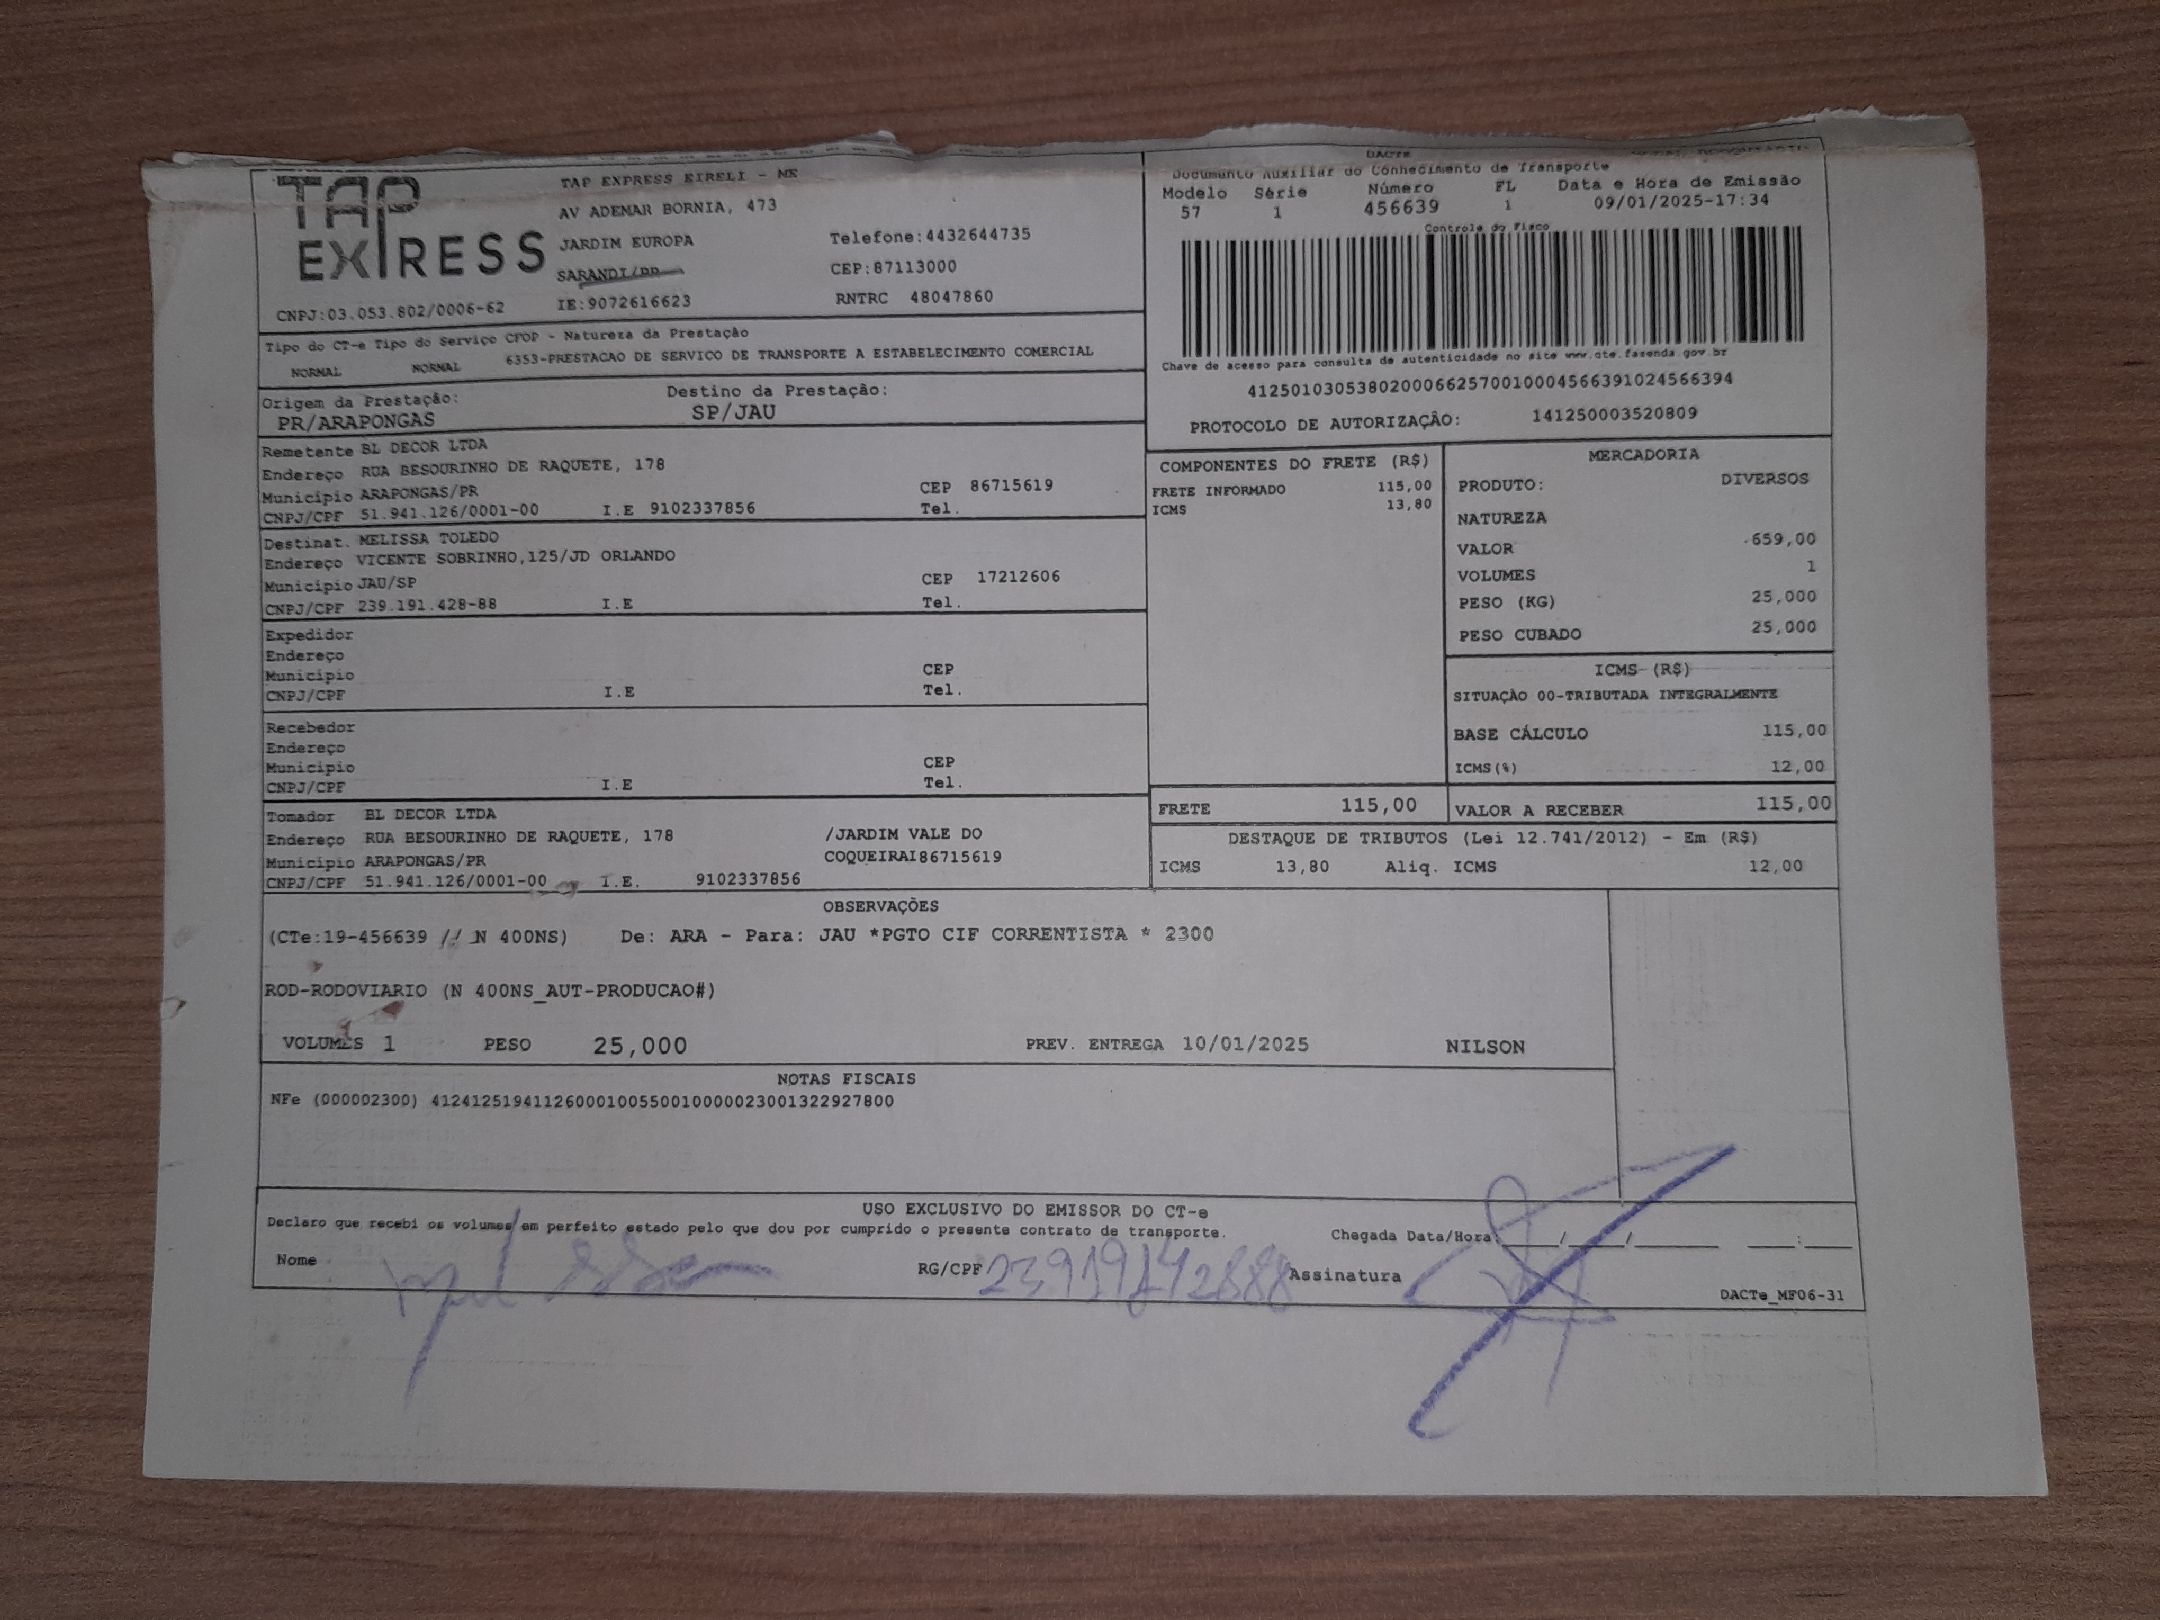 TAP EXPRESS
TAP EXPRESS EIRELI - ME
AV ADEMAR BORNIA, 473
JARDIM EUROPA
SARANDI/PR
IE:9072616623
Telefone:4432644735
CEP:87113000
RNTRC 48047860
CNPJ:03.053.802/0006-62
DACTE
Documento Auxiliar do Conhecimento de Transporte
Modelo Série Número FL Data e Hora de Emissão
57 1 456639 1 09/01/2025-17:34
Controle do Fisco
Chave de acesso para consulta de autenticidade no site www.cte.fazenda.gov.br
41250103053802000662570010004566391024566394
PROTOCOLO DE AUTORIZAÇÃO: 141250003520809
Tipo do CT-e Tipo do Serviço CFOP - Natureza da Prestação
NORMAL NORMAL 6353-PRESTACAO DE SERVICO DE TRANSPORTE A ESTABELECIMENTO COMERCIAL
Origem da Prestação: Destino da Prestação:
PR/ARAPONGAS SP/JAU
Remetente BL DECOR LTDA
Endereço RUA BESOURINHO DE RAQUETE, 178
Município ARAPONGAS/PR CEP 86715619
CNPJ/CPF 51.941.126/0001-00 I.E 9102337856 Tel.
Destinat. MELISSA TOLEDO
Endereço VICENTE SOBRINHO,125/JD ORLANDO
Município JAU/SP CEP 17212606
CNPJ/CPF 239.191.428-88 I.E Tel.
Expedidor
Endereço
Município CEP
CNPJ/CPF I.E Tel.
Recebedor
Endereço
Município CEP
CNPJ/CPF I.E Tel.
Tomador BL DECOR LTDA
Endereço RUA BESOURINHO DE RAQUETE, 178 /JARDIM VALE DO
Município ARAPONGAS/PR COQUEIRAI86715619
CNPJ/CPF 51.941.126/0001-00 I.E. 9102337856
COMPONENTES DO FRETE (R$)
FRETE INFORMADO 115,00
ICMS 13,80
MERCADORIA
PRODUTO: DIVERSOS
NATUREZA
VALOR 659,00
VOLUMES 1
PESO (KG) 25,000
PESO CUBADO 25,000
ICMS (R$)
SITUAÇÃO 00-TRIBUTADA INTEGRALMENTE
BASE CÁLCULO 115,00
ICMS(%) 12,00
FRETE 115,00 VALOR A RECEBER 115,00
DESTAQUE DE TRIBUTOS (Lei 12.741/2012) - Em (R$)
ICMS 13,80 Aliq. ICMS 12,00
OBSERVAÇÕES
(CTe:19-456639 // N 400NS) De: ARA - Para: JAU *PGTO CIF CORRENTISTA * 2300
ROD-RODOVIARIO (N 400NS_AUT-PRODUCAO#)
VOLUMES 1 PESO 25,000 PREV. ENTREGA 10/01/2025 NILSON
NOTAS FISCAIS
NFe (000002300) 41241251941126000100550010000023001322927800
USO EXCLUSIVO DO EMISSOR DO CT-e
Declaro que recebi os volumes em perfeito estado pelo que dou por cumprido o presente contrato de transporte.
Chegada Data/Hora: ___/___/____ ___:___
Nome RG/CPF 23919142888 Assinatura
DACTe_MF06-31